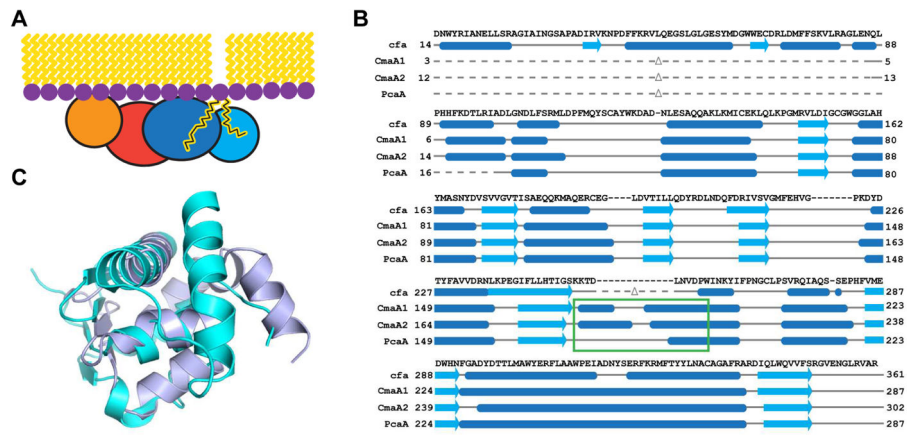 A
B
DNWYRIANELLSRAGIAINGSAPADIRVKNPDFFKRVLQEGSLGLGESYMDGWWECDRLDMFFSKVLRAGLENQL
cfa 14 88
CmaA1 3 5
CmaA2 12 13
PcaA
PHHFKDTLRIADLGNDLFSRMLDPFMQYSCAYWKDAD-NLESAQQAKLKMICEKLQLKPGMRVLDIGCGWGGLAH
cfa 89 162
CmaA1 6 80
CmaA2 14 88
PcaA 16 80
YMASNYDVSVVGVTISAEQQKMAQERCEG----LDVTILLQDYRDLNDQFDRIVSVGMFEHVG------PKDYD
cfa 163 226
CmaA1 81 148
CmaA2 89 163
PcaA 81 148
TYFAVVDRNLKPEGIFLLHTIGSKKTD------------LNVDPWINKYIFPNGCLPSVRQIAQS-SEPHFVME
cfa 227 287
CmaA1 149 223
CmaA2 164 238
PcaA 149 223
DWHNFGADYDTTLMAWYERFLAAWPEIADNYSERFKRMFTYYLNACAGAFRARDIQLWQVVFSRGVENGLRVAR
cfa 288 361
CmaA1 224 287
CmaA2 239 302
PcaA 224 287
C